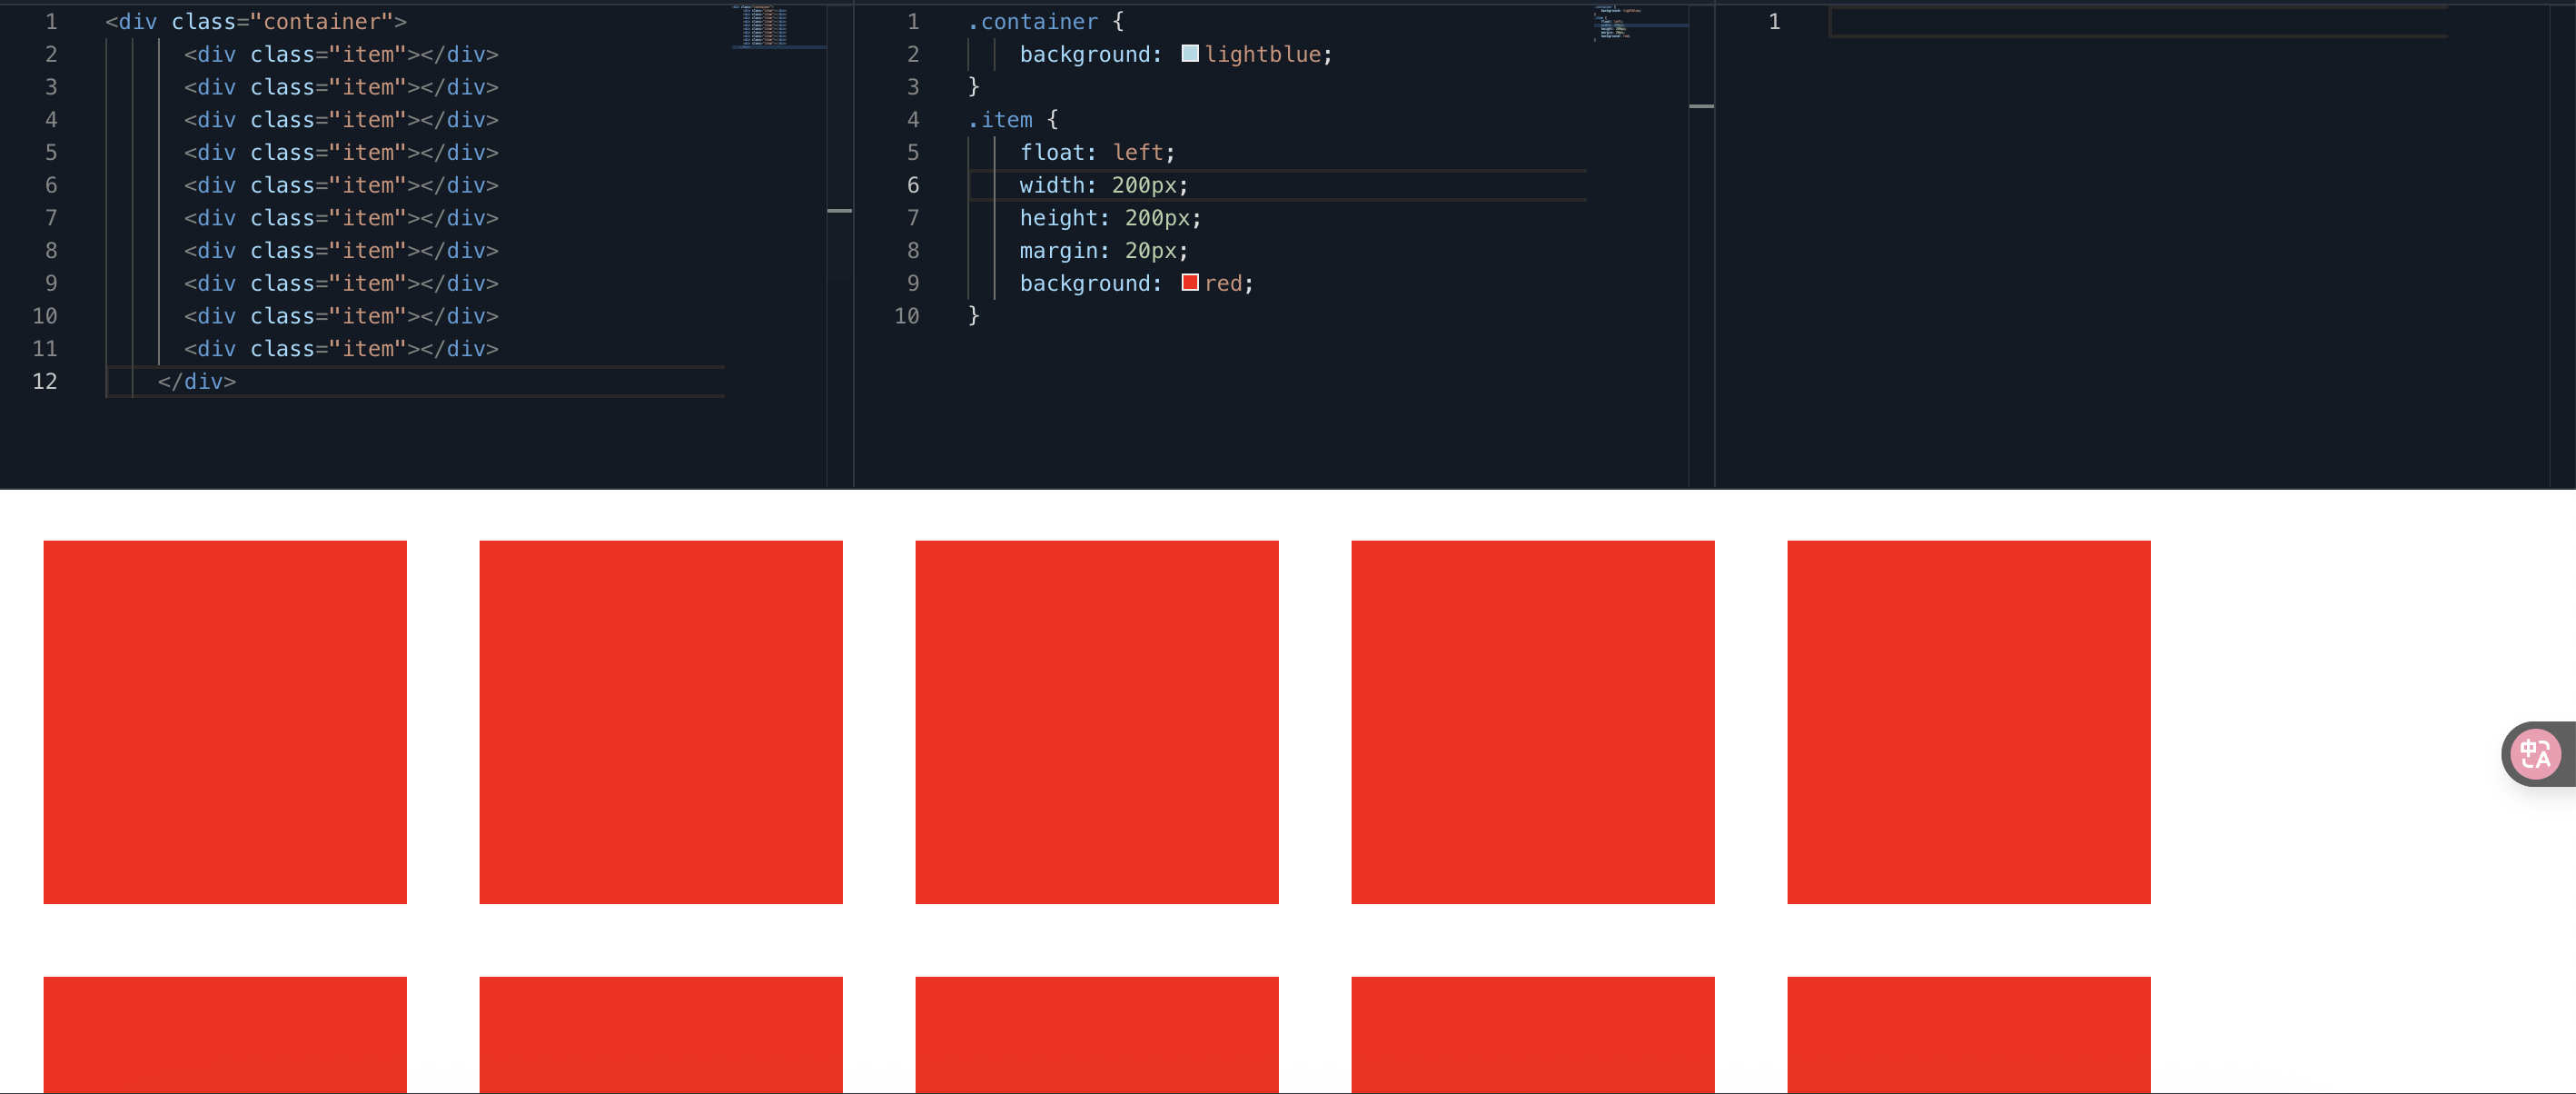 1 <div class="container">
2 <div class="item"></div>
3 <div class="item"></div>
4 <div class="item"></div>
5 <div class="item"></div>
6 <div class="item"></div>
7 <div class="item"></div>
8 <div class="item"></div>
9 <div class="item"></div>
10 <div class="item"></div>
11 <div class="item"></div>
12 </div>
1 .container {
2 background: lightblue;
3 }
4 .item {
5 float: left;
6 width: 200px;
7 height: 200px;
8 margin: 20px;
9 background: red;
10 }
1
中A